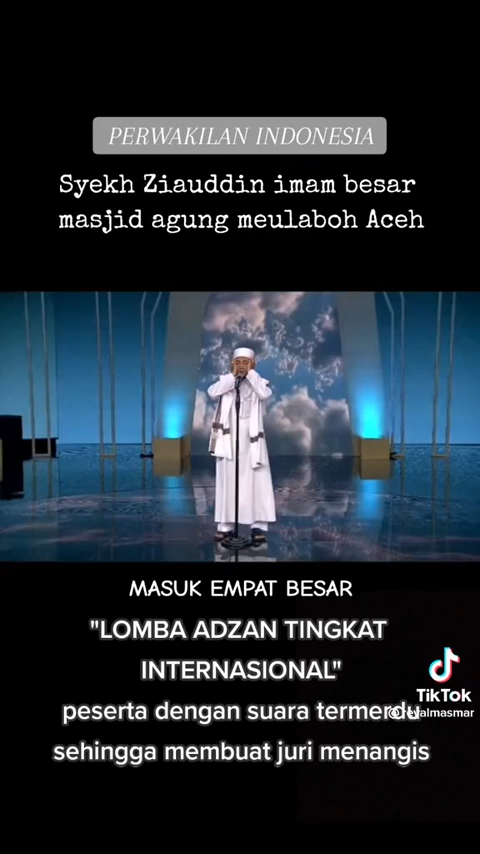 PERWAKILAN INDONESIA
Syekh Ziauddin imam besar
masjid agung meulaboh Aceh
MASUK EMPAT BESAR
"LOMBA ADZAN TINGKAT
INTERNASIONAL"
peserta dengan suara termerdu
sehingga membuat juri menangis
TikTok